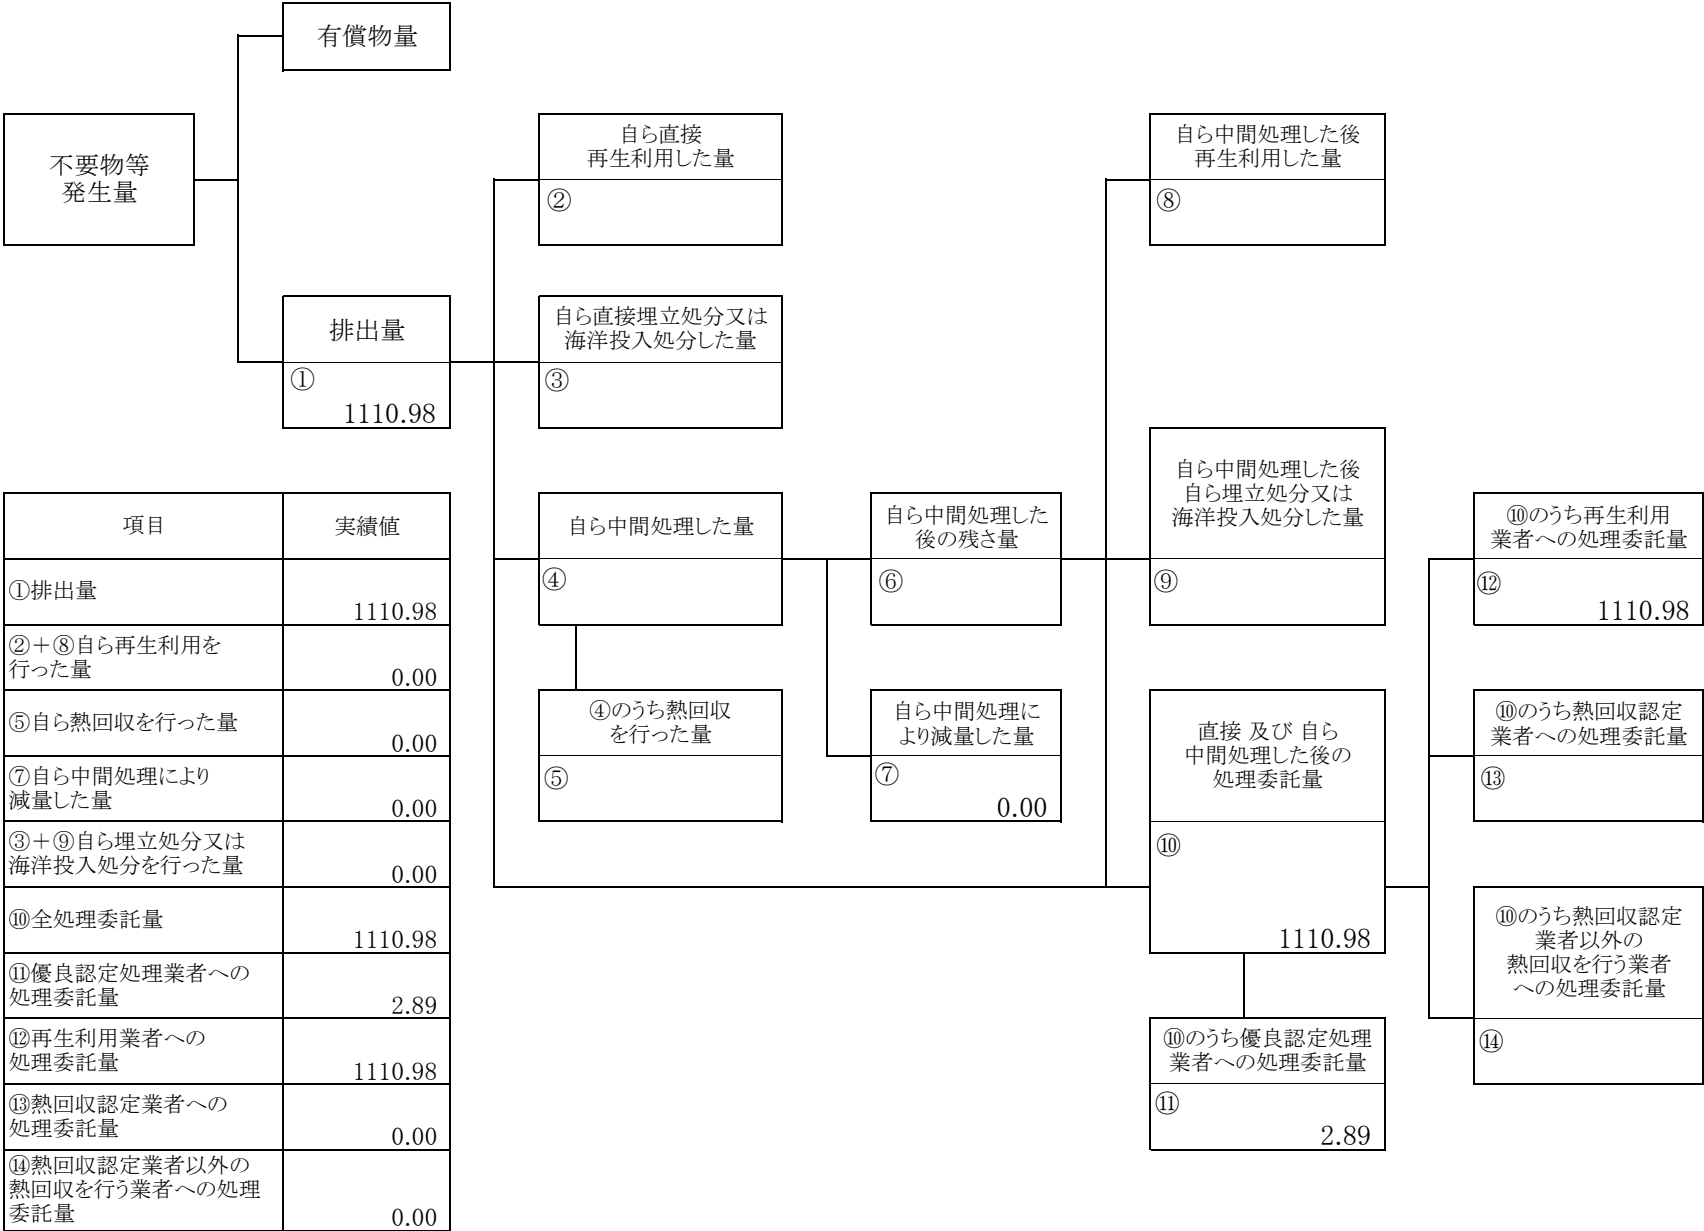 有償物量
不要物等
発生量
排出量
①
1110.98
自ら直接
再生利用した量
②
自ら直接埋立処分又は
海洋投入処分した量
③
自ら中間処理した量
④
④のうち熱回収
を行った量
⑤
自ら中間処理した
後の残さ量
⑥
自ら中間処理に
より減量した量
⑦
0.00
自ら中間処理した後
再生利用した量
⑧
自ら中間処理した後
自ら埋立処分又は
海洋投入処分した量
⑨
直接 及び 自ら
中間処理した後の
処理委託量
⑩
1110.98
⑩のうち優良認定処理
業者への処理委託量
⑪
2.89
⑩のうち再生利用
業者への処理委託量
⑫
1110.98
⑩のうち熱回収認定
業者への処理委託量
⑬
⑩のうち熱回収認定
業者以外の
熱回収を行う業者
への処理委託量
⑭
項目 実績値
①排出量
1110.98
②＋⑧自ら再生利用を
行った量
0.00
⑤自ら熱回収を行った量
0.00
⑦自ら中間処理により
減量した量
0.00
③＋⑨自ら埋立処分又は
海洋投入処分を行った量
0.00
⑩全処理委託量
1110.98
⑪優良認定処理業者への
処理委託量
2.89
⑫再生利用業者への
処理委託量
1110.98
⑬熱回収認定業者への
処理委託量
0.00
⑭熱回収認定業者以外の
熱回収を行う業者への処理
委託量
0.00